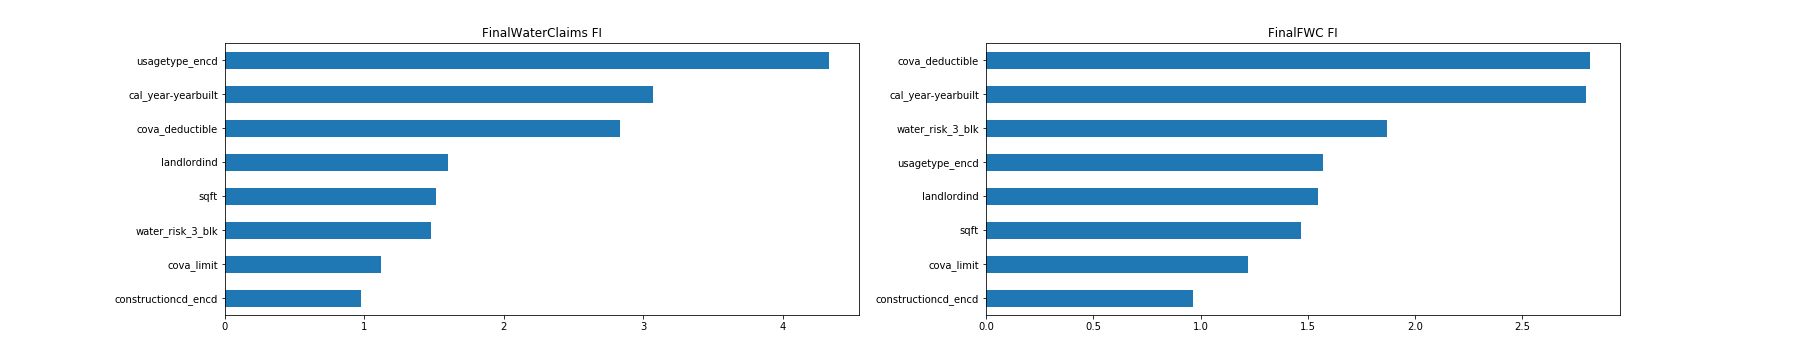 FinalWaterClaims FI
usagetype_encd
cal_year-yearbuilt
cova_deductible
landlordind
sqft
water_risk_3_blk
cova_limit
constructioncd_encd
0 1 2 3 4
FinalFWC FI
cova_deductible
cal_year-yearbuilt
water_risk_3_blk
usagetype_encd
landlordind
sqft
cova_limit
constructioncd_encd
0.0 0.5 1.0 1.5 2.0 2.5